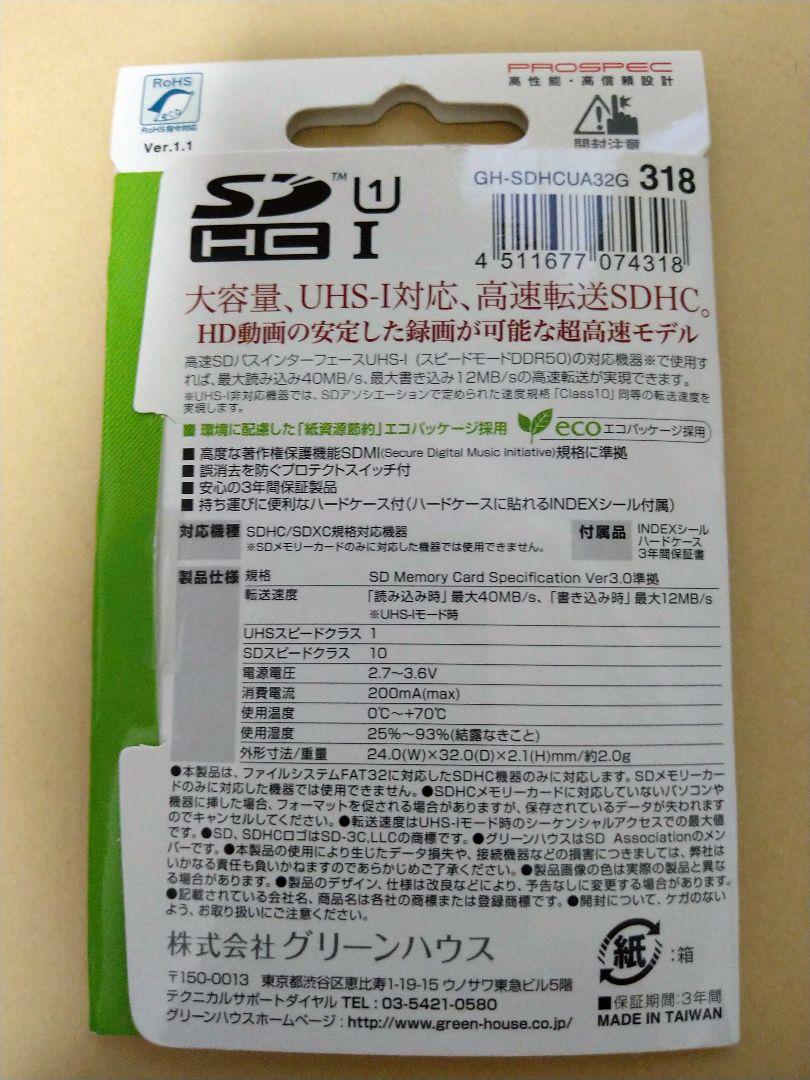 RoHS
eco
RoHS指令対応
Ver.1.1
PROSPEC
高性能・高信頼設計
開封注意
SD™
HC
1
I
GH-SDHCUA32G 318
4 511677 074318
大容量、UHS-I対応、高速転送SDHC。
HD動画の安定した録画が可能な超高速モデル
高速SDバスインターフェースUHS-I（スピードモードDDR50)の対応機器※で使用す
れば、最大読み込み40MB/s、最大書き込み12MB/sの高速転送が実現できます。
※UHS-I非対応機器では、SDアソシエーションで定められた速度規格「Class10」同等の転送速度を
実現します。
■ 環境に配慮した「紙資源節約」エコパッケージ採用
eco エコパッケージ採用
■ 高度な著作権保護機能SDMI(Secure Digital Music Initiative)規格に準拠
■ 誤消去を防ぐプロテクトスイッチ付
■ 安心の3年間保証製品
■ 持ち運びに便利なハードケース付(ハードケースに貼れるINDEXシール付属)
対応機種 SDHC/SDXC規格対応機器
※SDメモリーカードのみに対応した機器では使用できません。
付属品 INDEXシール
ハードケース
3年間保証書
製品仕様 規格 SD Memory Card Specification Ver3.0準拠
転送速度 「読み込み時」最大40MB/s、「書き込み時」最大12MB/s
※UHS-Iモード時
UHSスピードクラス 1
SDスピードクラス 10
電源電圧 2.7～3.6V
消費電流 200mA(max)
使用温度 0℃～+70℃
使用湿度 25%～93%(結露なきこと)
外形寸法/重量 24.0(W)×32.0(D)×2.1(H)mm/約2.0g
●本製品は、ファイルシステムFAT32に対応したSDHC機器のみに対応します。SDメモリーカー
ドのみに対応した機器では使用できません。●SDHCメモリーカードに対応していないパソコンや
機器に挿した場合、フォーマットを促される場合がありますが、保存されているデータが失われます
のでキャンセルしてください。●転送速度はUHS-Iモード時のシーケンシャルアクセスでの最大値
です。●SD、SDHCロゴはSD-3C,LLCの商標です。●グリーンハウスはSD Associationのメン
バーです。●本製品の使用により生じたデータ損失や、接続機器などの損害につきましては、弊社は
いかなる責任も負いかねますのであらかじめご了承ください。●製品画像の色は実際の製品と異な
る場合があります。●製品のデザイン、仕様は改良などにより、予告なしに変更する場合があります。
●記載されている会社名、商品名は各社の商標または登録商標です。●開封について、ケガのない
よう、お取り扱いにご注意ください。
株式会社 グリーンハウス
〒150-0013 東京都渋谷区恵比寿1-19-15 ウノサワ東急ビル5階
テクニカルサポートダイヤル TEL : 03-5421-0580
グリーンハウスホームページ : http://www.green-house.co.jp/
紙 :箱
■保証期間:3年間
MADE IN TAIWAN